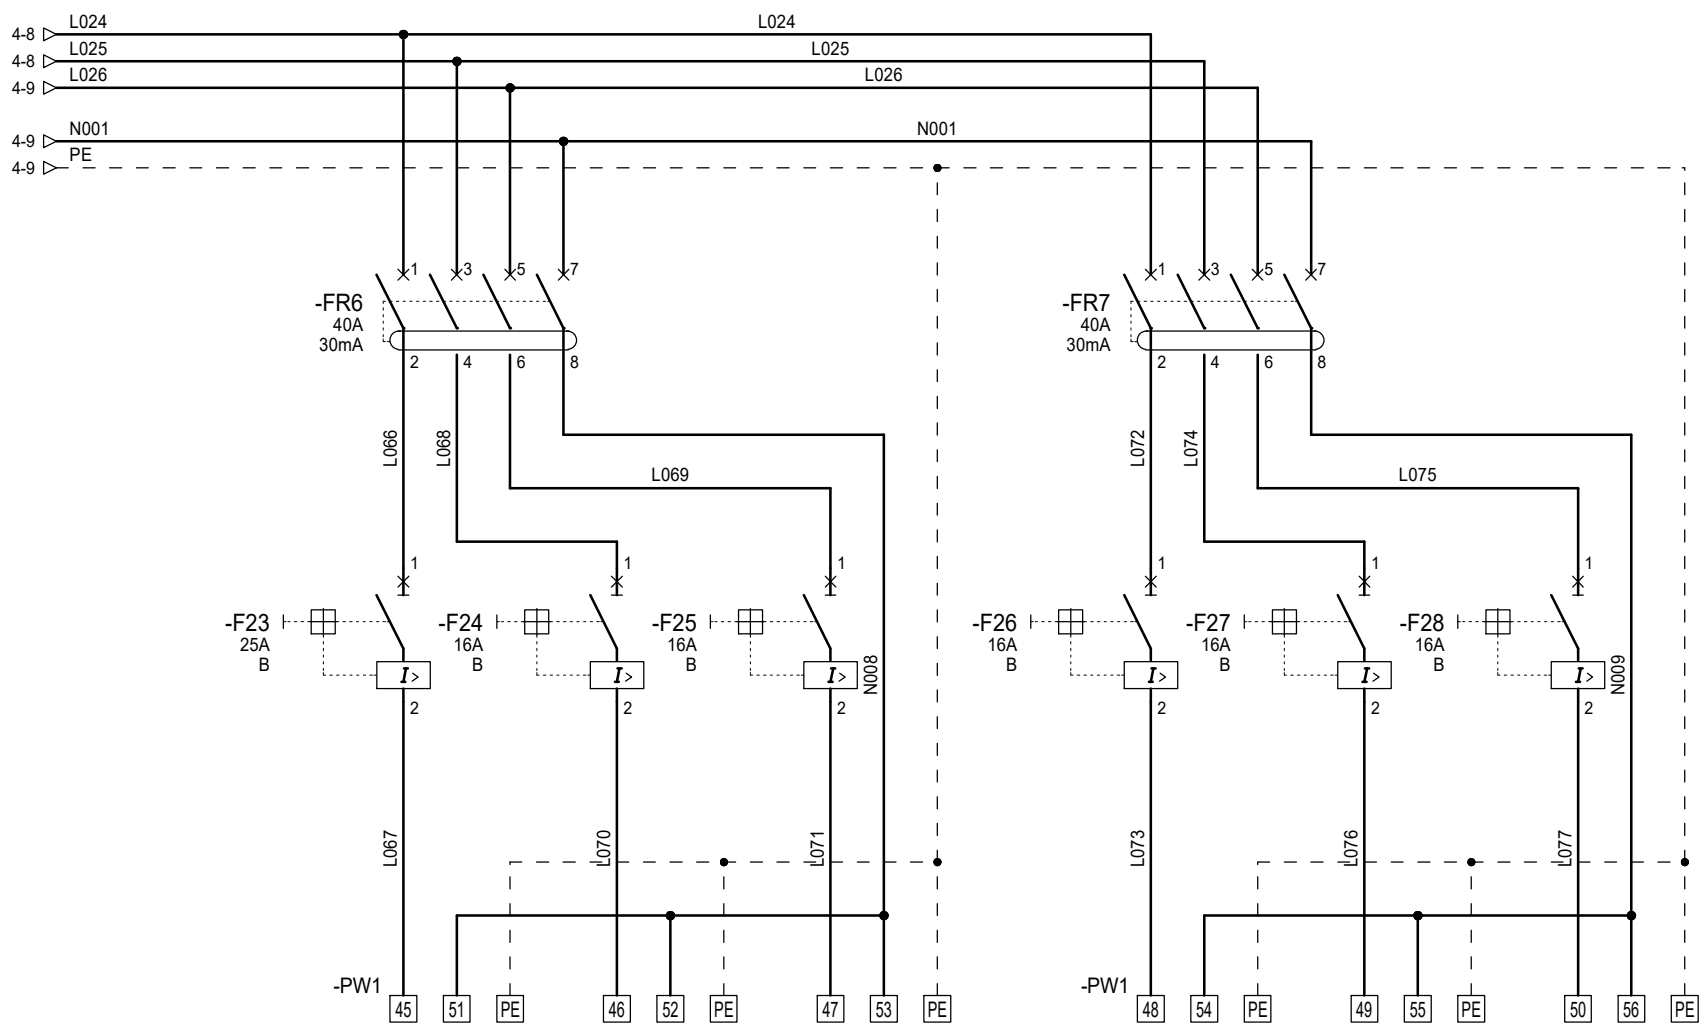 4-8 L024 L024
4-8 L025 L025
4-9 L026 L026
4-9 N001 N001
4-9 PE
1 3 5 7 1 3 5 7
-FR6 -FR7
40A 40A
30mA 30mA
2 4 6 8 2 4 6 8
L066 L068 L072 L074
L069 L075
1 1 1 1 1 1
-F23 -F24 -F25 -F26 -F27 -F28
25A 16A 16A 16A 16A 16A
B B B B B B
I> I> I> N008 I> I> I> N009
2 2 2 2 2 2
L067 L070 L071 L073 L076 L077
-PW1 -PW1
45 51 PE 46 52 PE 47 53 PE 48 54 PE 49 55 PE 50 56 PE